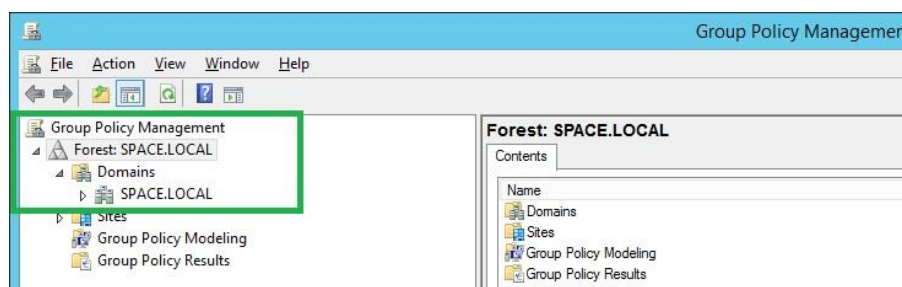 Group Policy Managemen
File Action View Window Help
Group Policy Management
Forest: SPACE.LOCAL
Domains
SPACE.LOCAL
Sites
Group Policy Modeling
Group Policy Results
Forest: SPACE.LOCAL
Contents
Name
Domains
Sites
Group Policy Modeling
Group Policy Results